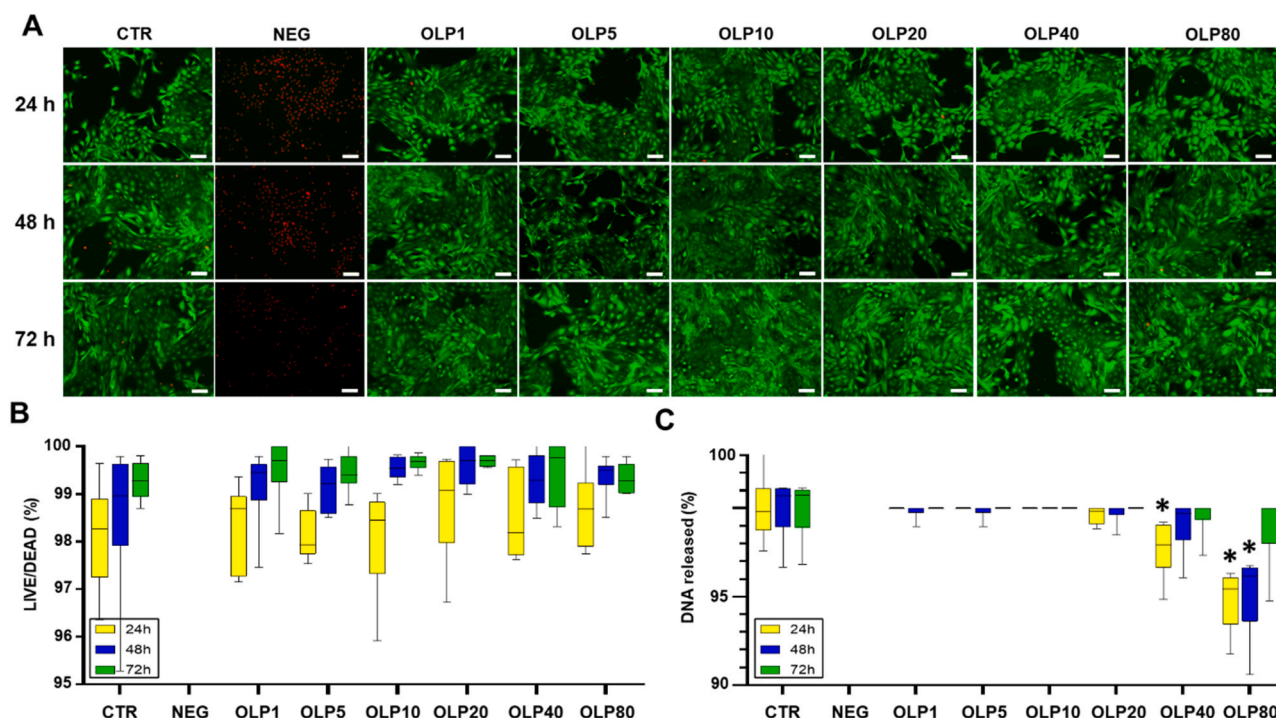 A
CTR NEG OLP1 OLP5 OLP10 OLP20 OLP40 OLP80
24 h
48 h
72 h
B
LIVE/DEAD (%)
100
99
98
97
96
95
24h
48h
72h
CTR NEG OLP1 OLP5 OLP10 OLP20 OLP40 OLP80
C
DNA released (%)
100
95
90
* * *
24h
48h
72h
CTR NEG OLP1 OLP5 OLP10 OLP20 OLP40 OLP80